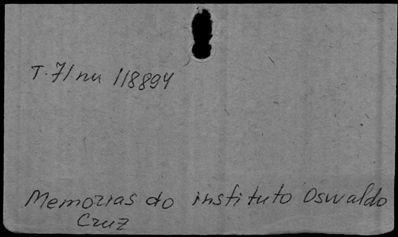 T. 71 nu 118894
Memorias do instituto Oswaldo
Cruz